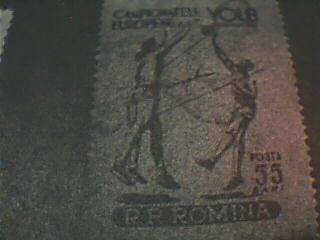 CAMPIONATELE VOLEI
EUROPENE
POSTA
55
BANI
R.P. ROMINA